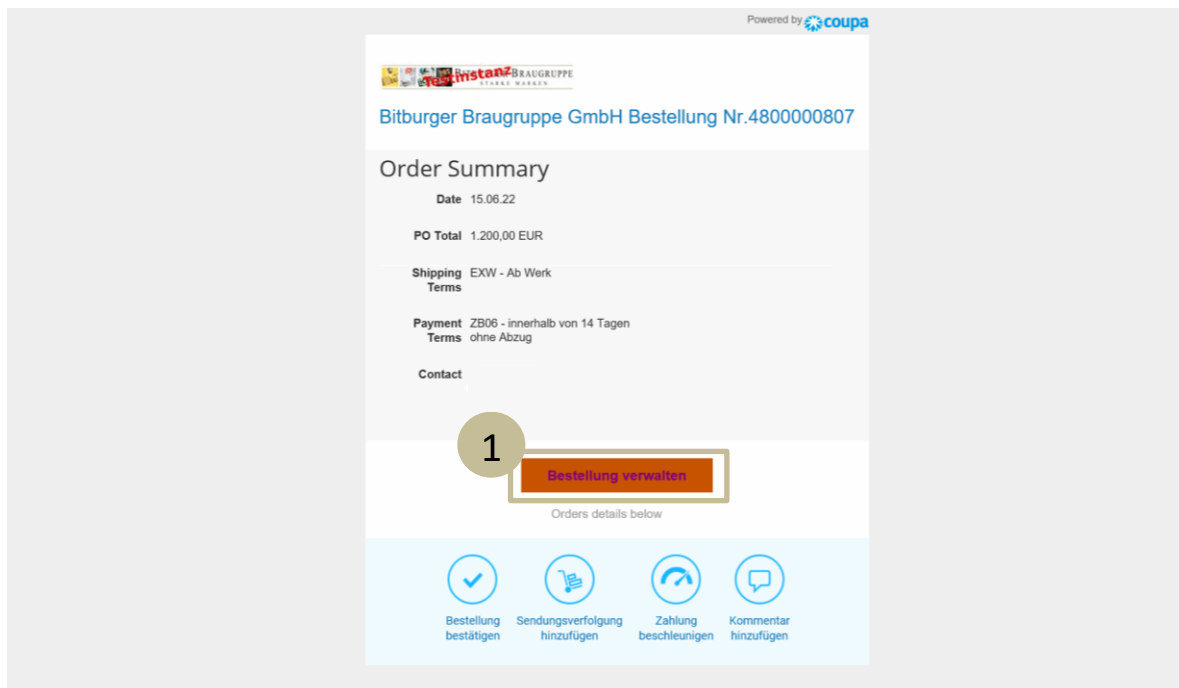 Powered by coupa
Testinstanz
BRAUGRUPPE
STARKE MARKEN
Bitburger Braugruppe GmbH Bestellung Nr.4800000807
Order Summary
Date 15.06.22
PO Total 1.200,00 EUR
Shipping EXW - Ab Werk
Terms
Payment ZB06 - innerhalb von 14 Tagen
Terms ohne Abzug
Contact
1
Bestellung verwalten
Orders details below
Bestellung Sendungsverfolgung Zahlung Kommentar
bestätigen hinzufügen beschleunigen hinzufügen